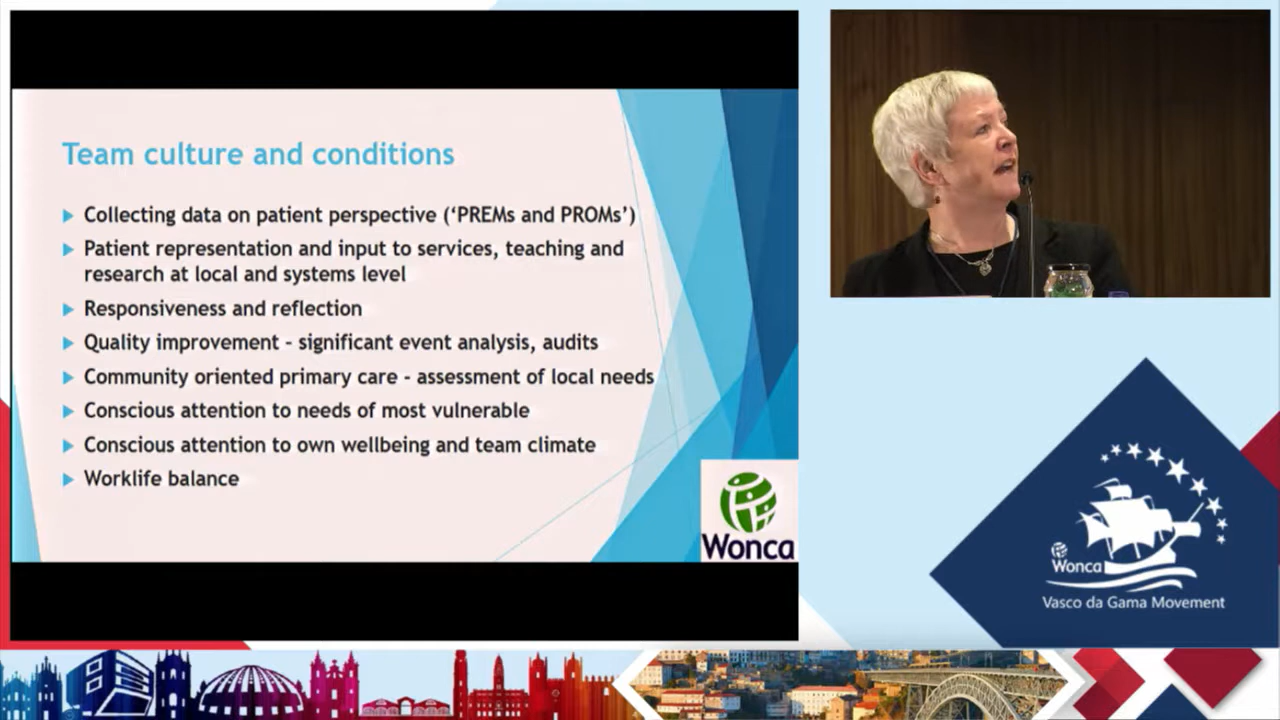 Team culture and conditions
Collecting data on patient perspective (‘PREMs and PROMs’)
Patient representation and input to services, teaching and
research at local and systems level
Responsiveness and reflection
Quality improvement – significant event analysis, audits
Community oriented primary care – assessment of local needs
Conscious attention to needs of most vulnerable
Conscious attention to own wellbeing and team climate
Worklife balance
Wonca
Wonca
Vasco da Gama Movement